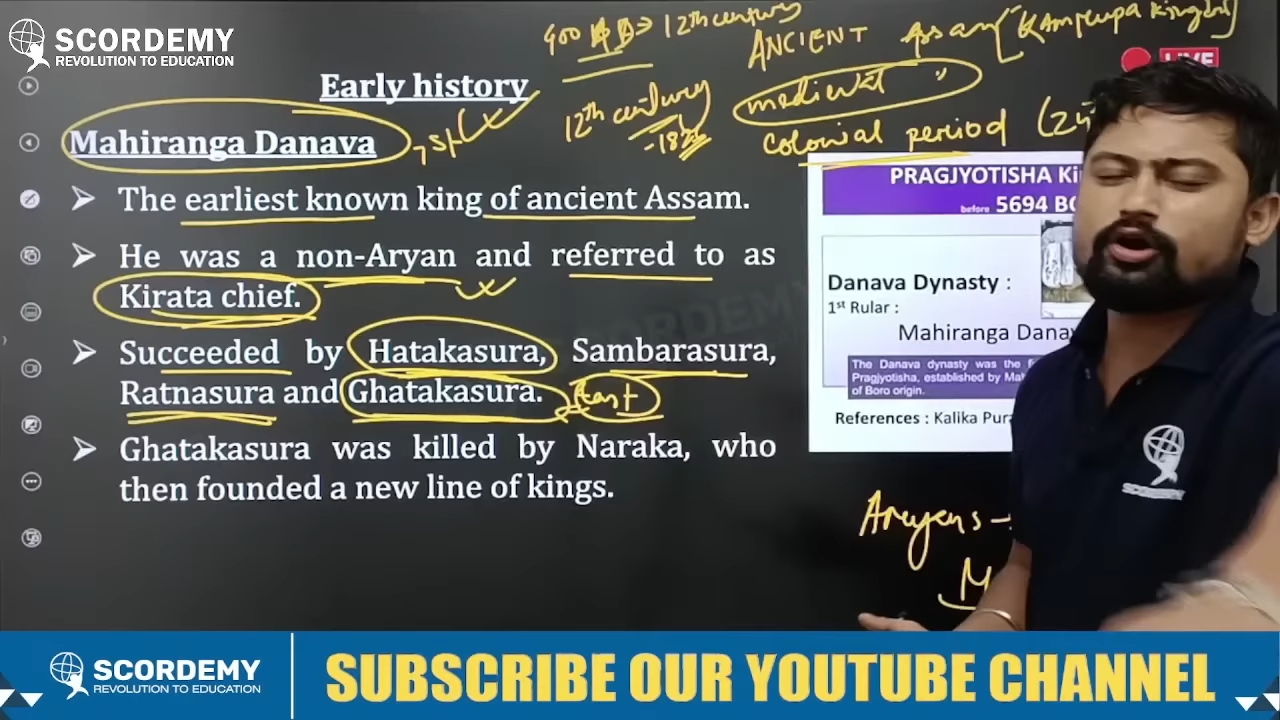 SCORDEMY
REVOLUTION TO EDUCATION
400 AD → 12th century
ANCIENT Assam
12th century
-1826
medieval "
colonial period
LIVE
Early history
Mahiranga Danava
1st
The earliest known king of ancient Assam.
He was a non-Aryan and referred to as
Kirata chief.
Succeeded by Hatakasura, Sambarasura,
Ratnasura and Ghatakasura.
Last
Ghatakasura was killed by Naraka, who
then founded a new line of kings.
PRAGJYOTISHA Ki
before 5694 BC
Danava Dynasty :
1st Rular :
Mahiranga Danav
The Danava dynasty was the fi
Pragjyotisha, established by Mah
of Boro origin.
References : Kalika Pura
Aryans →
M
SCORDEMY
SCORDEMY
REVOLUTION TO EDUCATION
SUBSCRIBE OUR YOUTUBE CHANNEL